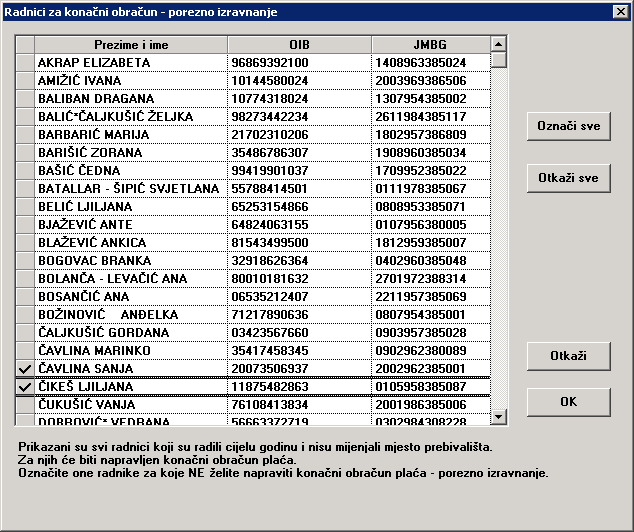 Radnici za konačni obračun - porezno izravnanje
Prezime i ime OIB JMBG
AKRAP ELIZABETA 96869392100 1408963385024
AMIŽIĆ IVANA 10144580024 2003969386506
BALIBAN DRAGANA 10774318024 1307954385002
BALIĆ*ČALJKUŠIĆ ŽELJKA 98273442234 2611984385117
BARBARIĆ MARIJA 21702310206 1802957386809
BARIŠIĆ ZORANA 35486786307 1908960385034
BAŠIĆ ČEDNA 99419901037 1709952385022
BATALLAR - ŠIPIĆ SVJETLANA 55788414501 0111978385067
BELIĆ LJILJANA 65253154866 0808953385071
BJAŽEVIĆ ANTE 64824063155 0107956380005
BLAŽEVIĆ ANKICA 81543499500 1812959385007
BOGOVAC BRANKA 32918626364 0402960385048
BOLANČA - LEVAČIĆ ANA 80010181632 2701972388314
BOSANČIĆ ANA 06535212407 2211957385069
BOŽINOVIĆ ANĐELKA 71217890636 0807954385001
ČALJKUŠIĆ GORDANA 03423567660 0903957385028
ČAVLINA MARINKO 35417458345 0902962380089
ČAVLINA SANJA 20073506937 2002962385001
ČIKEŠ LJILJANA 11875482863 0105958385087
ČUKUŠIĆ VANJA 76108413834 2001986385006
DOBROVIĆ* VEDRANA 56663372719 0302984308228
Označi sve
Otkaži sve
Otkaži
OK
Prikazani su svi radnici koji su radili cijelu godinu i nisu mijenjali mjesto prebivališta.
Za njih će biti napravljen konačni obračun plaća.
Označite one radnike za koje NE želite napraviti konačni obračun plaća - porezno izravnanje.